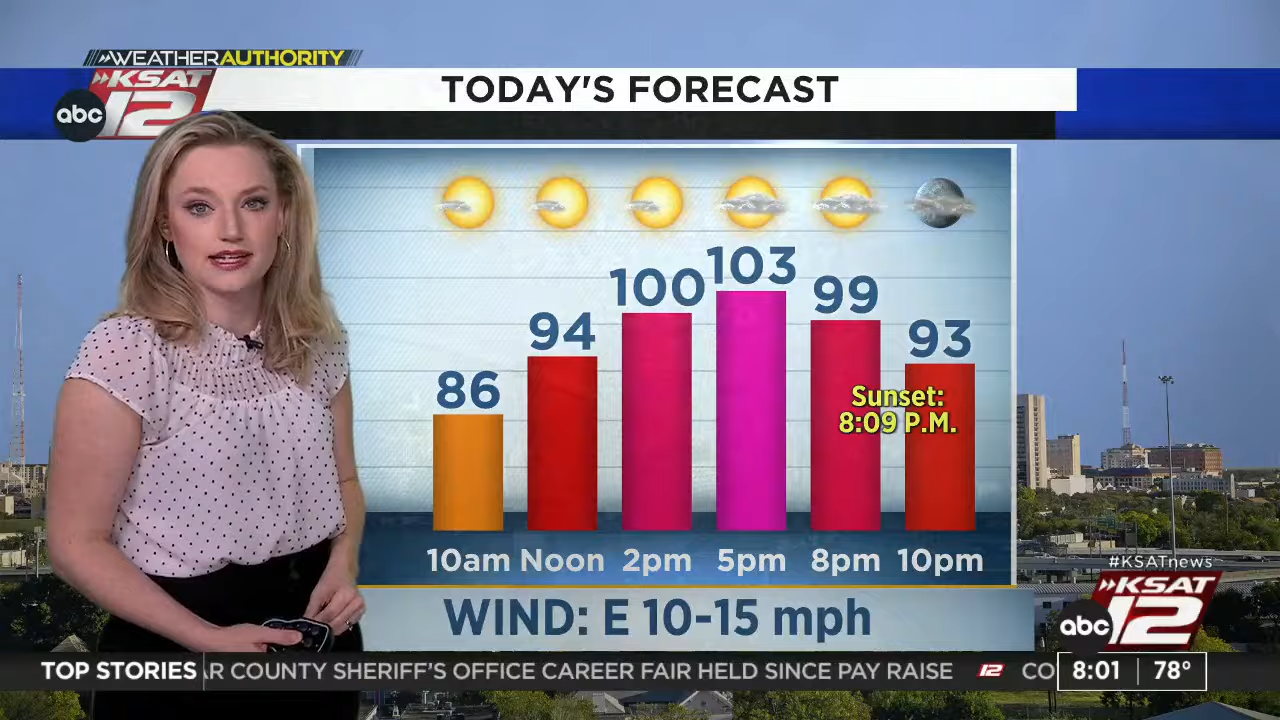 WEATHERAUTHORITY
KSAT
abc 12
TODAY'S FORECAST
86 94 100 103 99 93
Sunset:
8:09 P.M.
10am Noon 2pm 5pm 8pm 10pm
WIND: E 10-15 mph
#KSATnews
KSAT
abc 12
TOP STORIES R COUNTY SHERIFF'S OFFICE CAREER FAIR HELD SINCE PAY RAISE 12 CO 8:01 78°